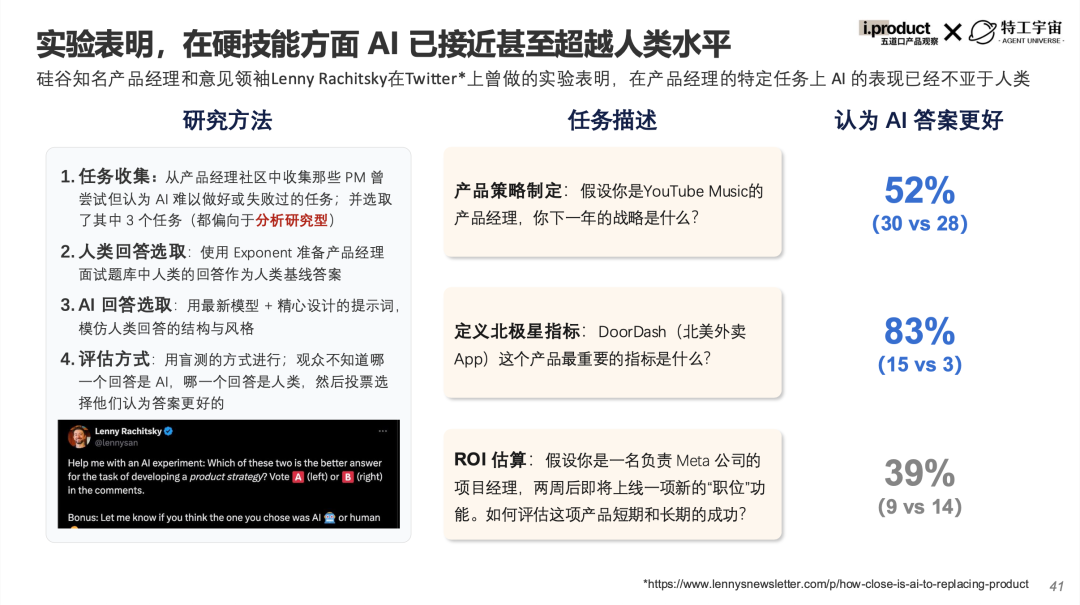 实验表明，在硬技能方面 AI 已接近甚至超越人类水平
i.product
五道口产品观察
特工宇宙
- AGENT UNIVERSE -
硅谷知名产品经理和意见领袖Lenny Rachitsky在Twitter*上曾做的实验表明，在产品经理的特定任务上 AI 的表现已经不亚于人类
研究方法
1. 任务收集：从产品经理社区中收集那些 PM 曾
尝试但认为 AI 难以做好或失败过的任务；并选取
了其中 3 个任务（都偏向于分析研究型）
2. 人类回答选取：使用 Exponent 准备产品经理
面试题库中人类的回答作为人类基线答案
3. AI 回答选取：用最新模型 + 精心设计的提示词，
模仿人类回答的结构与风格
4. 评估方式：用盲测的方式进行；观众不知道哪
一个回答是 AI，哪一个回答是人类，然后投票选
择他们认为答案更好的
Lenny Rachitsky
@lennysan
Help me with an AI experiment: Which of these two is the better answer
for the task of developing a product strategy? Vote A (left) or B (right)
in the comments.
Bonus: Let me know if you think the one you chose was AI 🤖 or human
任务描述
产品策略制定：假设你是YouTube Music的
产品经理，你下一年的战略是什么？
定义北极星指标：DoorDash（北美外卖
App）这个产品最重要的指标是什么？
ROI 估算：假设你是一名负责 Meta 公司的
项目经理，两周后即将上线一项新的“职位”功
能。如何评估这项产品短期和长期的成功？
认为 AI 答案更好
52%
(30 vs 28)
83%
(15 vs 3)
39%
(9 vs 14)
*https://www.lennysnewsletter.com/p/how-close-is-ai-to-replacing-product
41